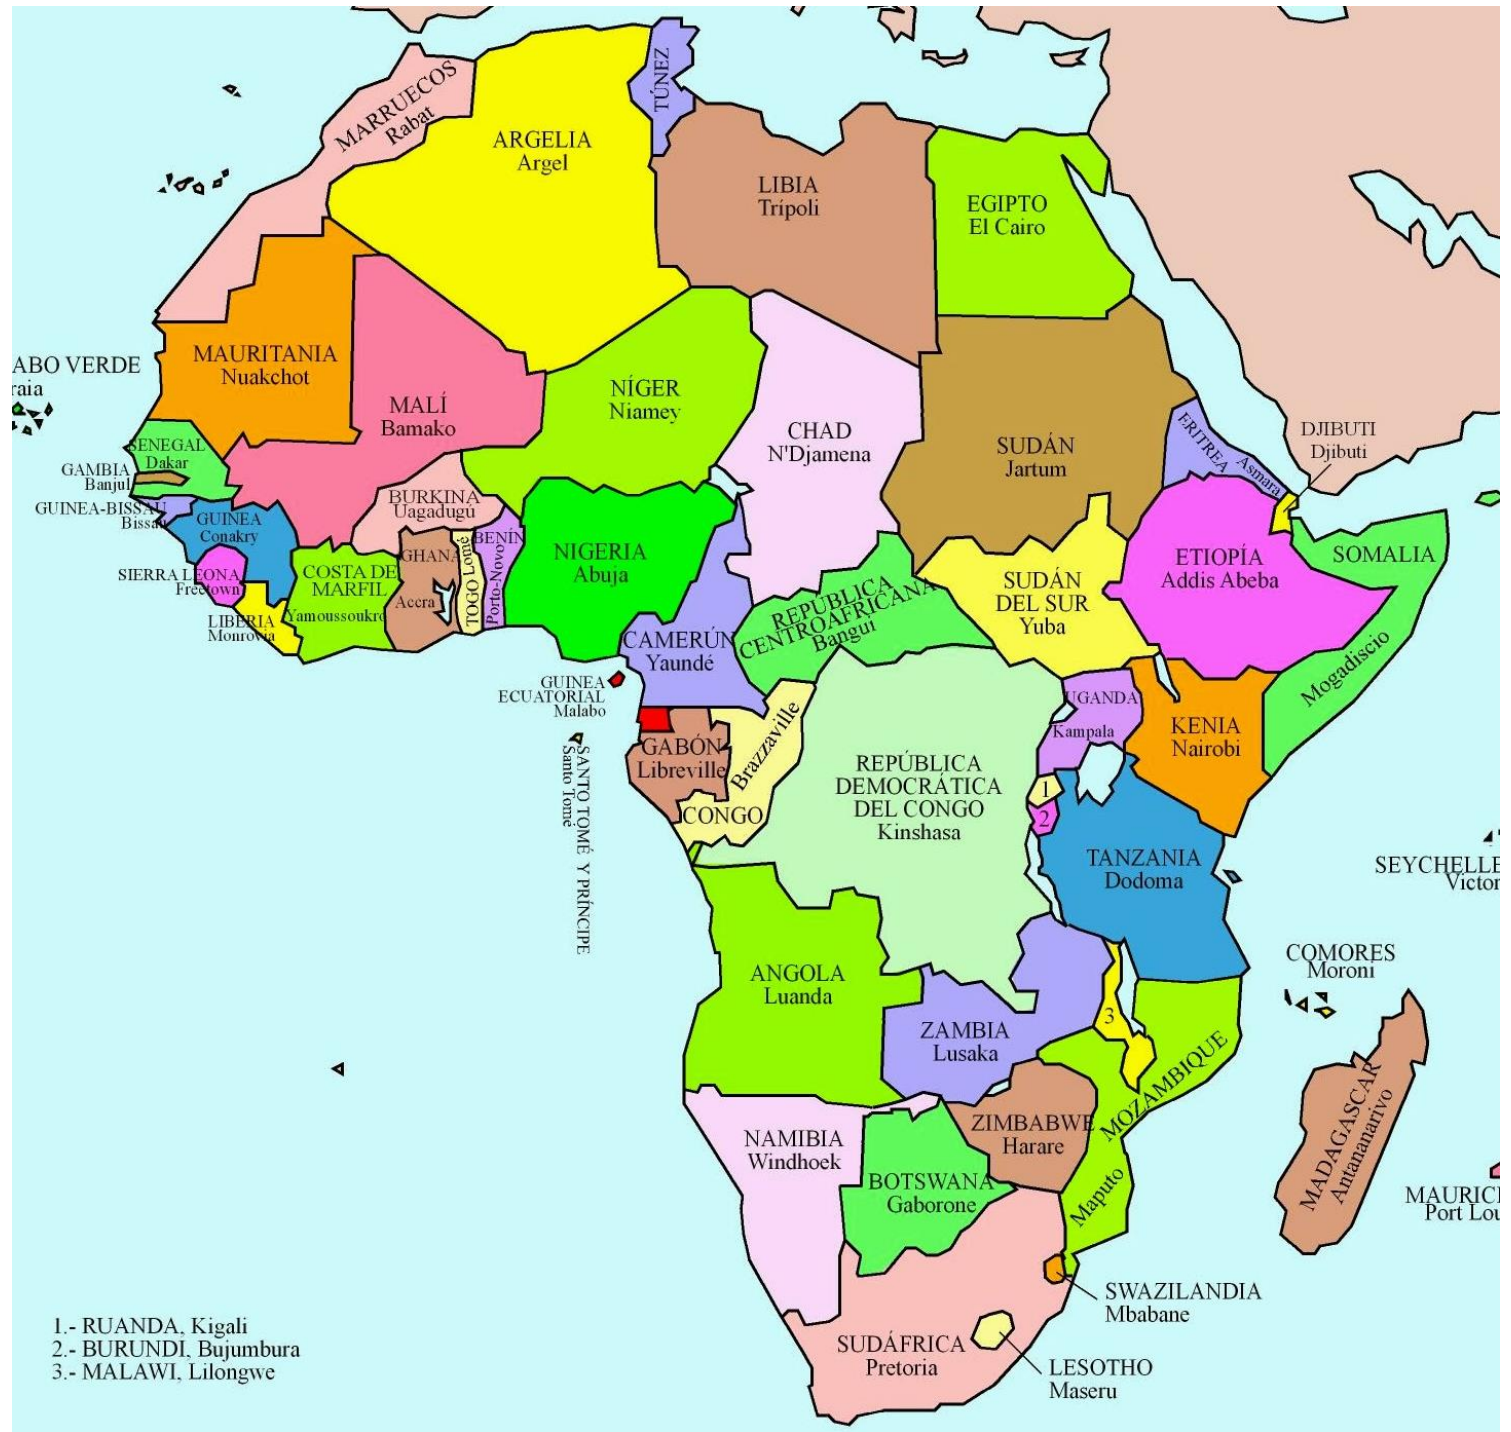 MARRUECOS
Rabat
TÚNEZ
ARGELIA
Argel
LIBIA
Trípoli
EGIPTO
El Cairo
ABO VERDE
raia
MAURITANIA
Nuakchot
MALÍ
Bamako
NÍGER
Niamey
CHAD
N'Djamena
SUDÁN
Jartum
ERITREA
Asmara
DJIBUTI
Djibuti
SENEGAL
Dakar
GAMBIA
Banjul
GUINEA-BISSAU
Bissau
GUINEA
Conakry
SIERRA LEONA
Freetown
LIBERIA
Monrovia
COSTA DE
MARFIL
Yamoussoukro
BURKINA
Uagadugú
GHANA
Accra
TOGO Lomé
BENÍN
Porto-Novo
NIGERIA
Abuja
CAMERÚN
Yaundé
REPÚBLICA
CENTROAFRICANA
Bangui
SUDÁN
DEL SUR
Yuba
ETIOPÍA
Addis Abeba
SOMALIA
Mogadiscio
GUINEA
ECUATORIAL
Malabo
SANTO TOMÉ Y PRÍNCIPE
Santo Tomé
GABÓN
Libreville
CONGO
Brazzaville
REPÚBLICA
DEMOCRÁTICA
DEL CONGO
Kinshasa
UGANDA
Kampala
KENIA
Nairobi
1
2
TANZANIA
Dodoma
SEYCHELLE
Victor
COMORES
Moroni
ANGOLA
Luanda
ZAMBIA
Lusaka
3
MOZAMBIQUE
Maputo
MADAGASCAR
Antananarivo
NAMIBIA
Windhoek
ZIMBABWE
Harare
BOTSWANA
Gaborone
MAURICI
Port Lou
SWAZILANDIA
Mbabane
SUDÁFRICA
Pretoria
LESOTHO
Maseru
1.- RUANDA, Kigali
2.- BURUNDI, Bujumbura
3.- MALAWI, Lilongwe